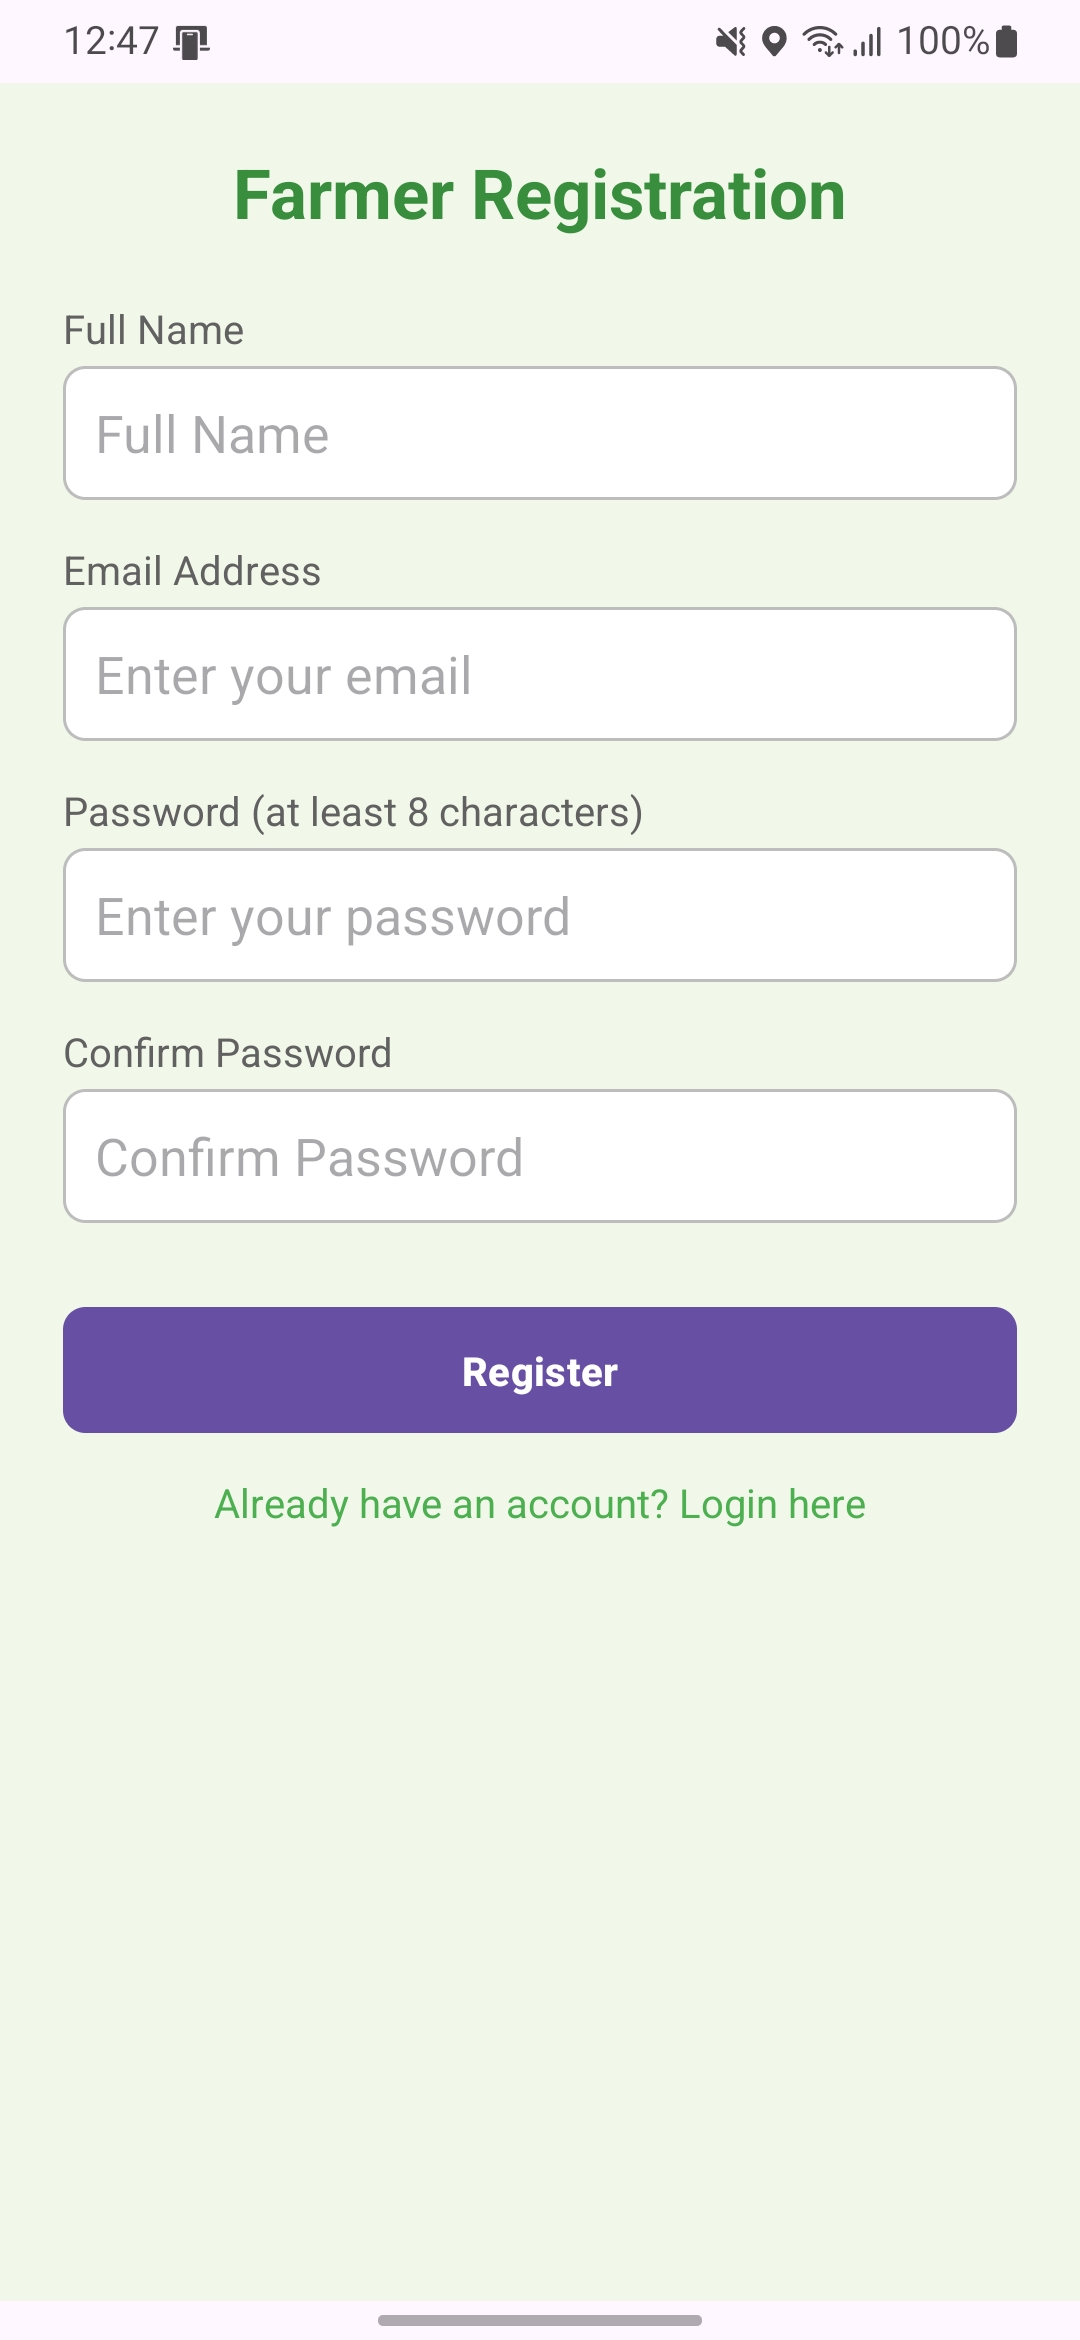 12:47 100%
Farmer Registration
Full Name
Full Name
Email Address
Enter your email
Password (at least 8 characters)
Enter your password
Confirm Password
Confirm Password
Register
Already have an account? Login here